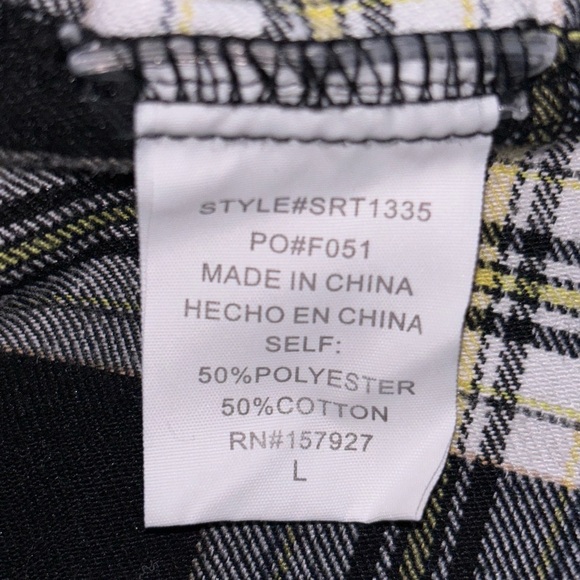 STYLE#SRT1335
PO#F051
MADE IN CHINA
HECHO EN CHINA
SELF:
50%POLYESTER
50%COTTON
RN#157927
L